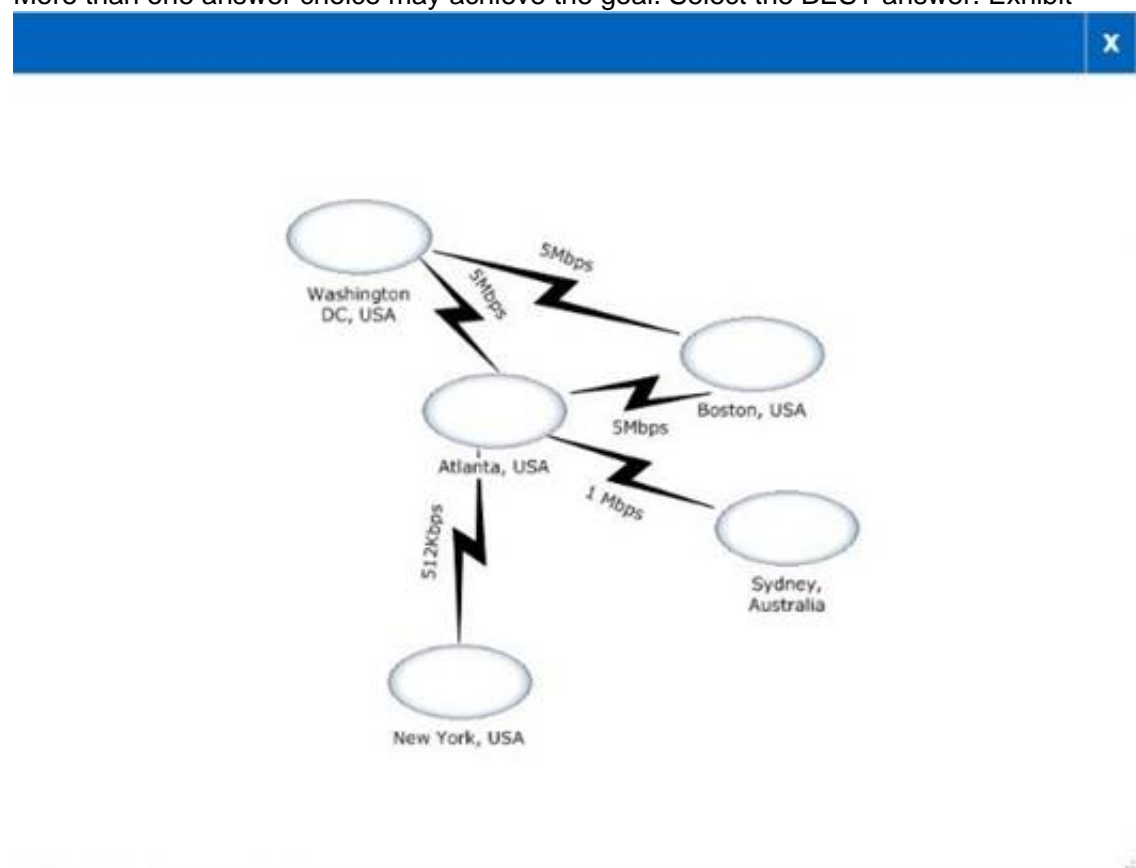 More than one answer choice may achieve the goal. Select the BEST answer. Exhibit
x
5Mbps
5Mbps
Washington
DC, USA
Boston, USA
5Mbps
Atlanta, USA
1 Mbps
512Kbps
Sydney,
Australia
New York, USA